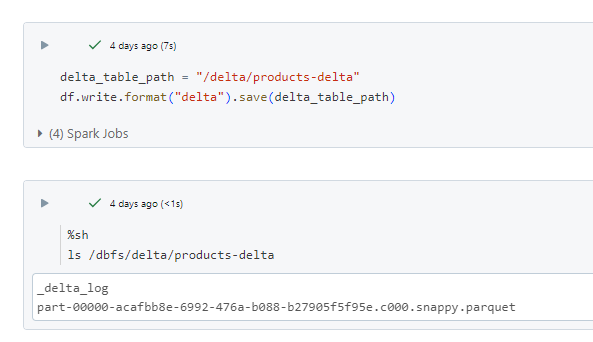 4 days ago (7s)
delta_table_path = "/delta/products-delta"
df.write.format("delta").save(delta_table_path)
(4) Spark Jobs
4 days ago (<1s)
%sh
ls /dbfs/delta/products-delta
_delta_log
part-00000-acafbb8e-6992-476a-b088-b27905f5f95e.c000.snappy.parquet